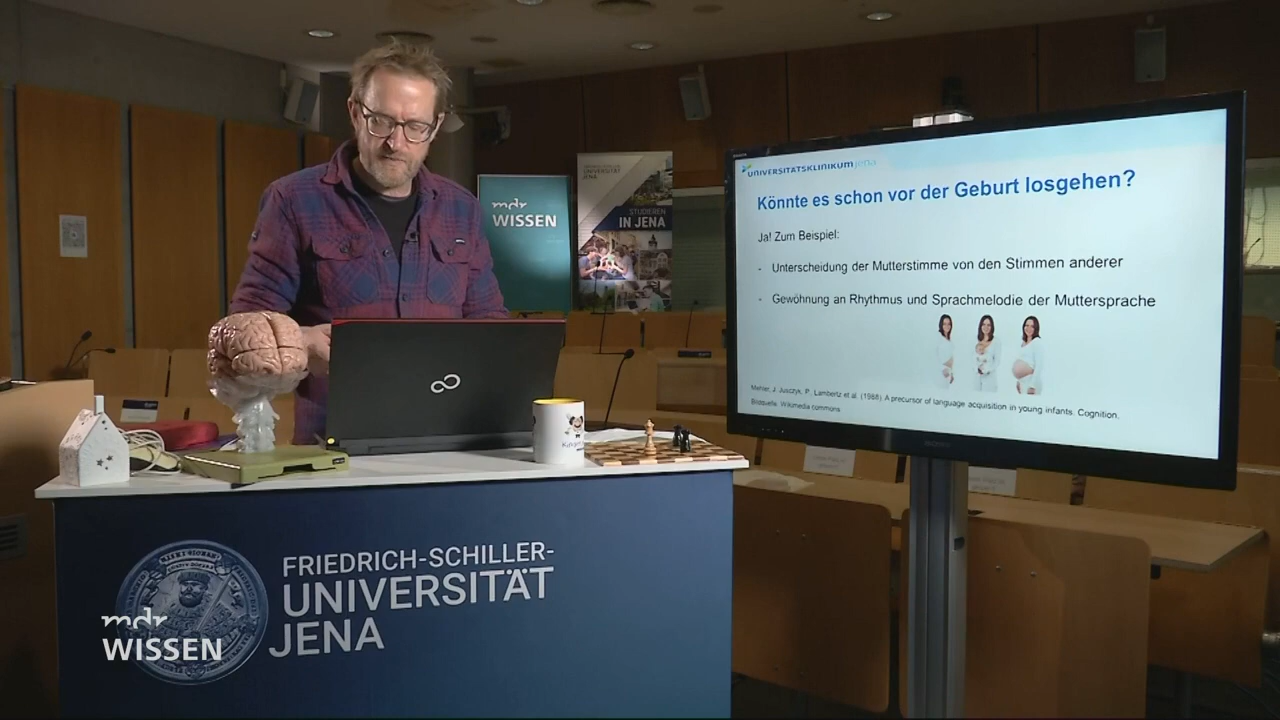 UNIVERSITÄTSKLINIKUM jena
Könnte es schon vor der Geburt losgehen?
Ja! Zum Beispiel:
- Unterscheidung der Mutterstimme von den Stimmen anderer
- Gewöhnung an Rhythmus und Sprachmelodie der Muttersprache
Mehler, J. Jusczyk, P. Lambertz et al. (1988) A precursor of language acquisition in young infants. Cognition.
Bildquelle: Wikimedia commons
mdr
WISSEN
UNIVERSITÄT
JENA
STUDIEREN
IN JENA
FRIEDRICH-SCHILLER-
UNIVERSITÄT
JENA
mdr
WISSEN